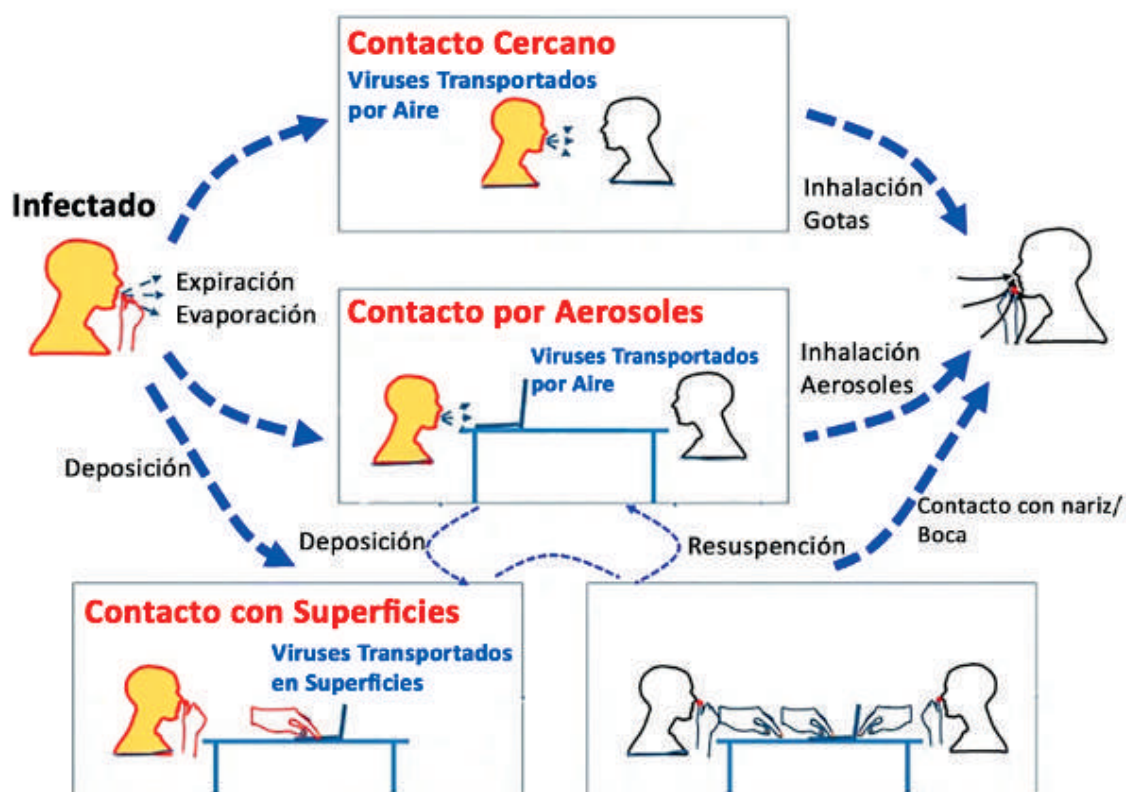 Contacto Cercano
Viruses Transportados
por Aire
Infectado
Expiración
Evaporación
Inhalación
Gotas
Contacto por Aerosoles
Viruses Transportados
por Aire
Inhalación
Aerosoles
Deposición
Deposición
Resuspención
Contacto con nariz/
Boca
Contacto con Superficies
Viruses Transportados
en Superficies